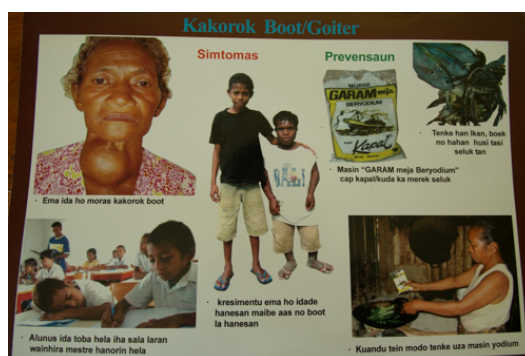 Kakorok Boot/Goiter
Simtomas
Prevensaun
MURAH
GARAM meja
BERYODIUM
Kapal
Tenke han Ikan, boek
no hahan husi tasi
seluk tan
Masin "GARAM meja Beryodium"
cap kapal/kuda ka merek seluk
Ema ida ho moras kakorok boot
Alunus ida toba hela iha sala laran
wainhira mestre hanorin hela
kresimentu ema ho idade
hanesan maibe aas no boot
la hanesan
Kuandu tein modo tenke uza masin yodium